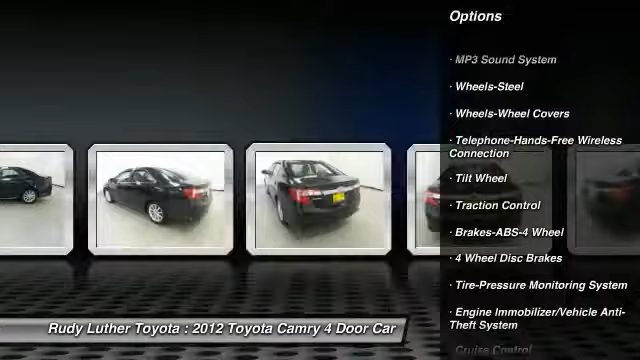 Options
· MP3 Sound System
· Wheels-Steel
· Wheels-Wheel Covers
· Telephone-Hands-Free Wireless
Connection
· Tilt Wheel
· Traction Control
· Brakes-ABS-4 Wheel
· 4 Wheel Disc Brakes
· Tire-Pressure Monitoring System
· Engine Immobilizer/Vehicle Anti-
Theft System
· Cruise Control
Rudy Luther Toyota : 2012 Toyota Camry 4 Door Car